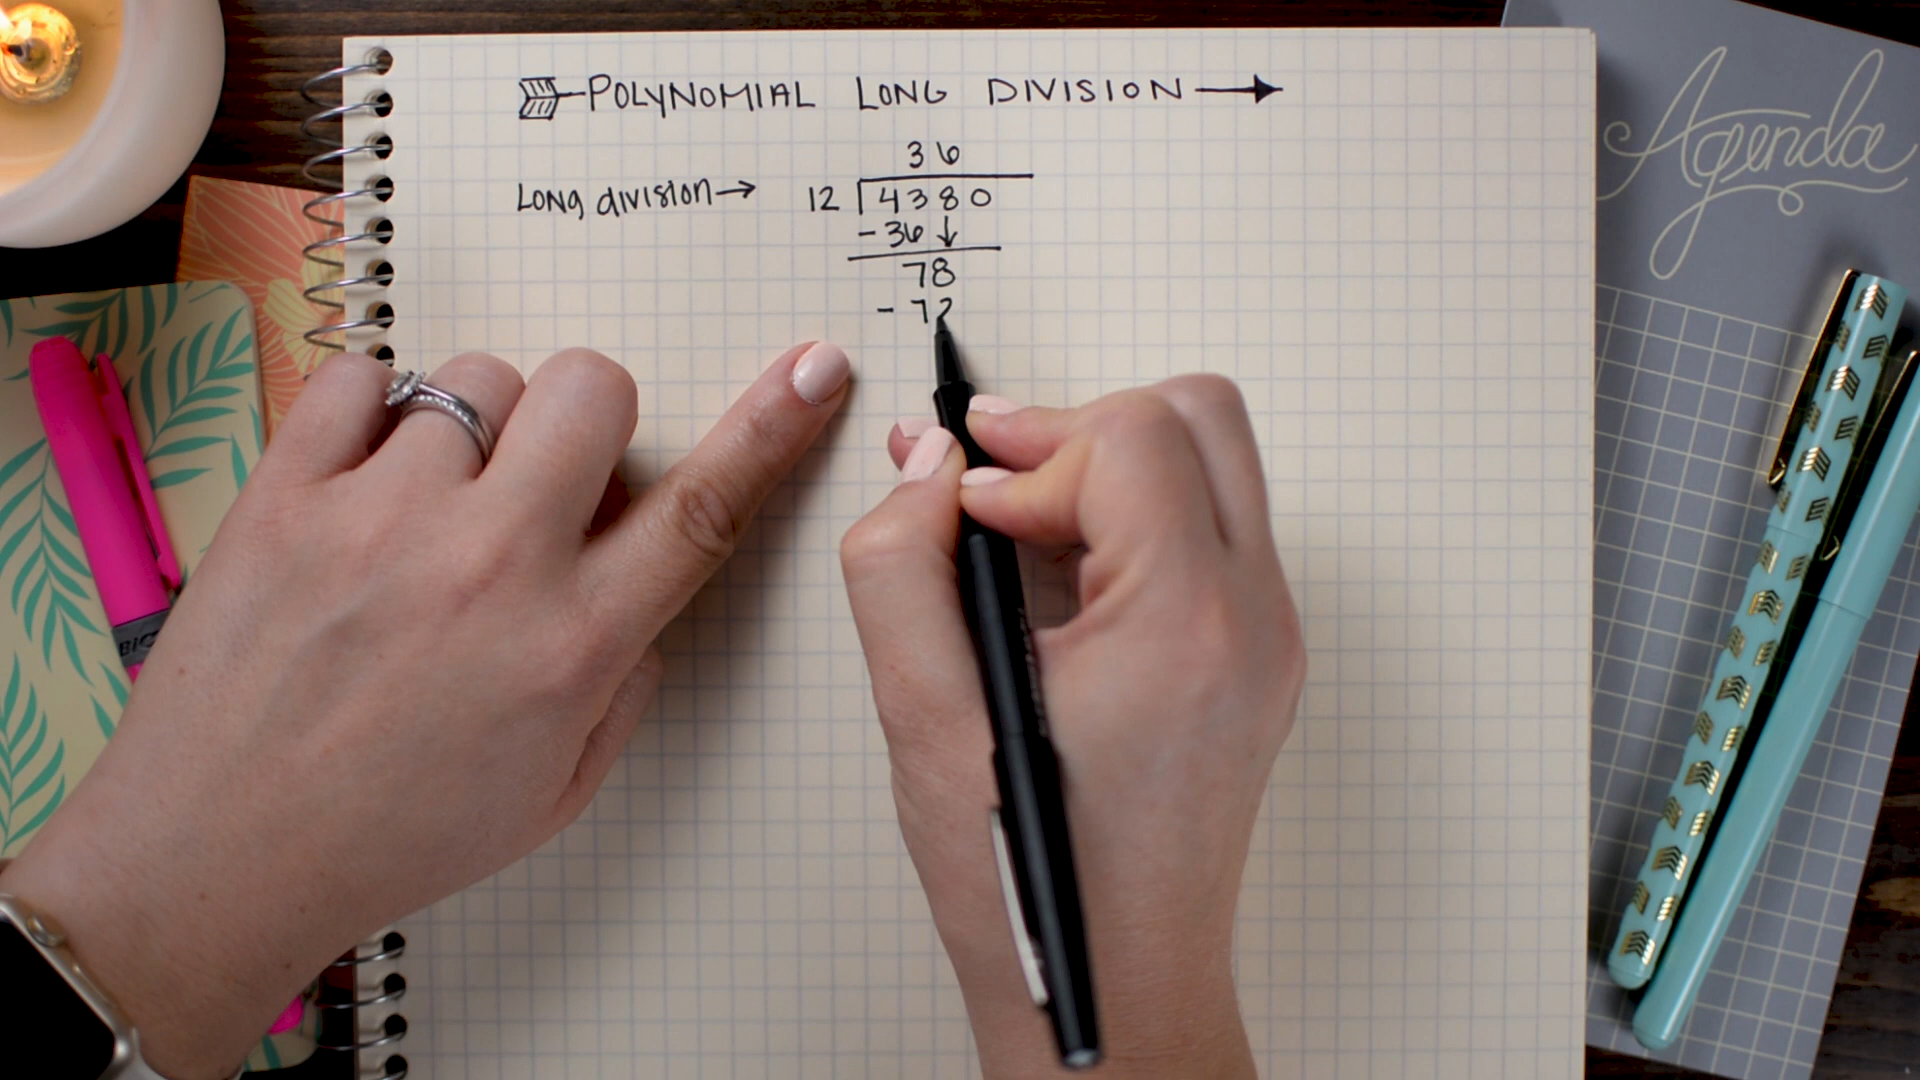 POLYNOMIAL LONG DIVISION
Long division → 36
12 4380
- 36 ↓
78
- 72
Agenda
BIC